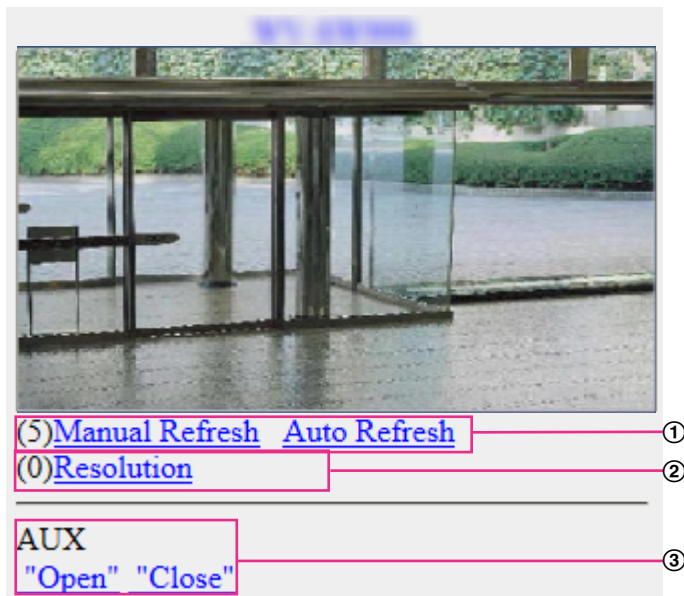 (5)Manual Refresh Auto Refresh
①
(0)Resolution
②
AUX
"Open" "Close"
③